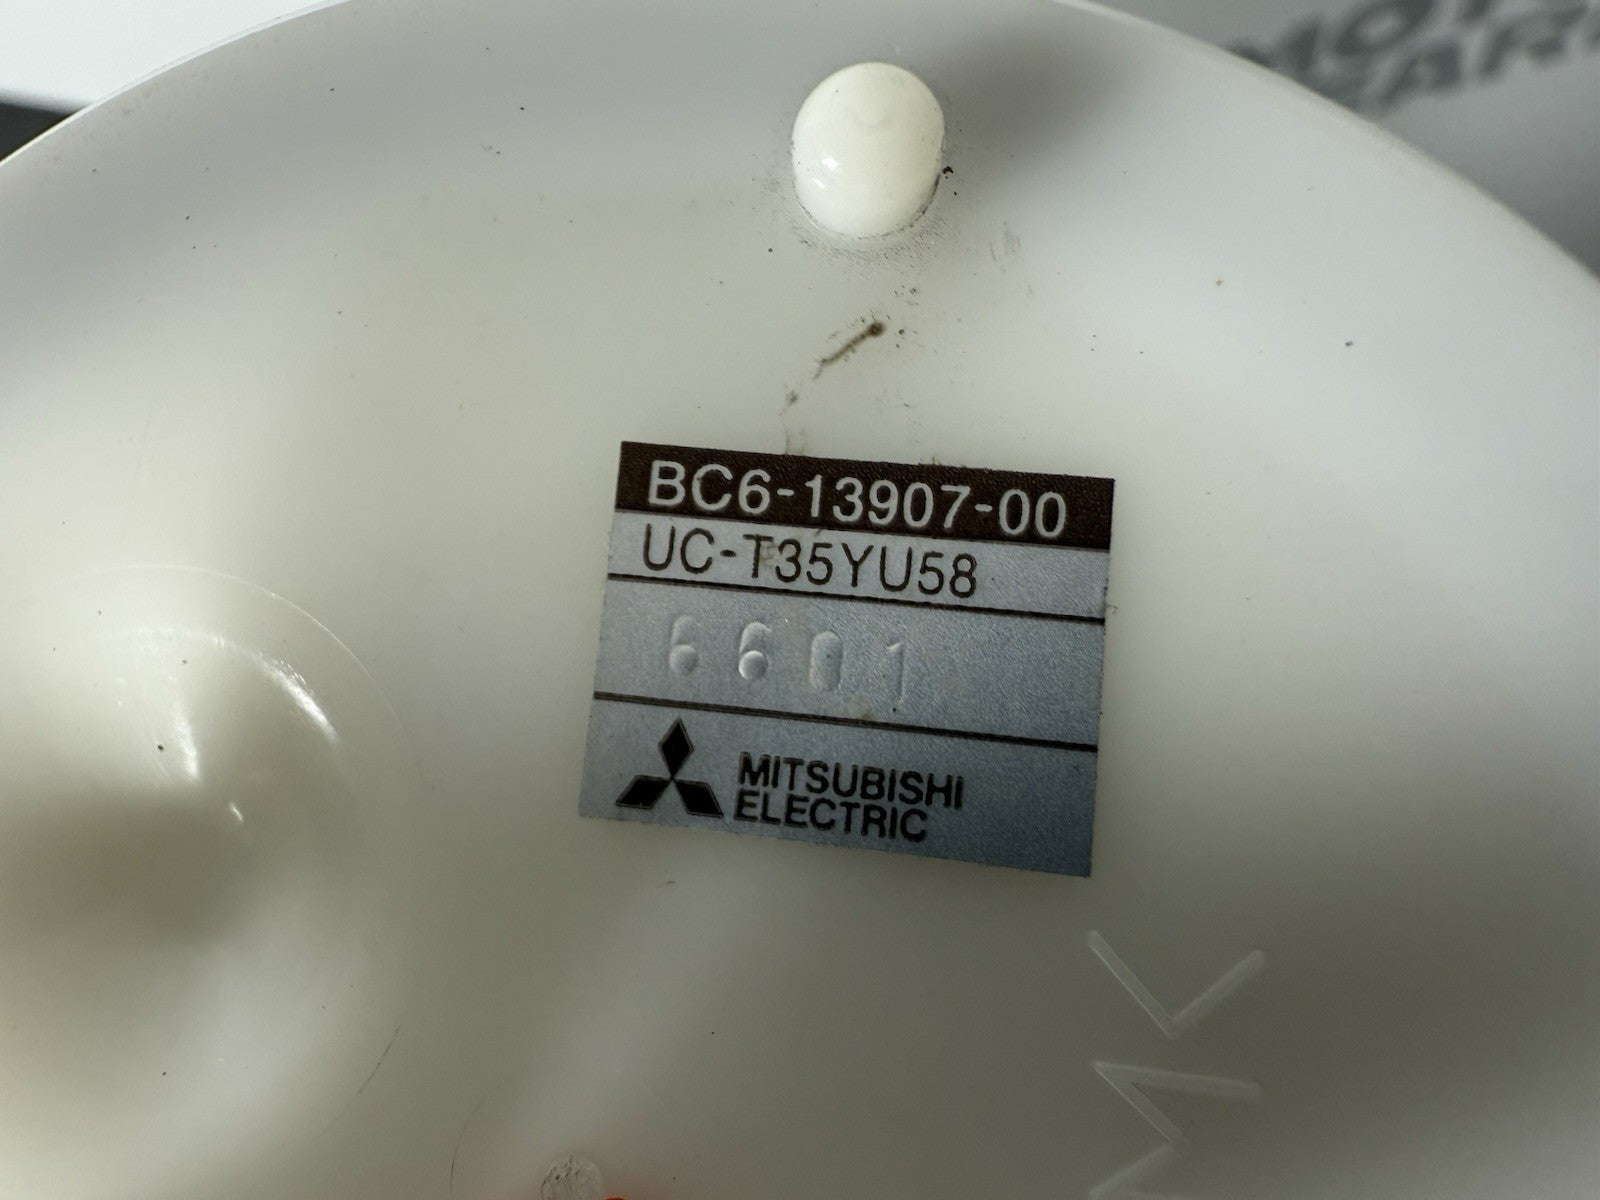 BC6-13907-00
UC-T35YU58
6601
MITSUBISHI
ELECTRIC